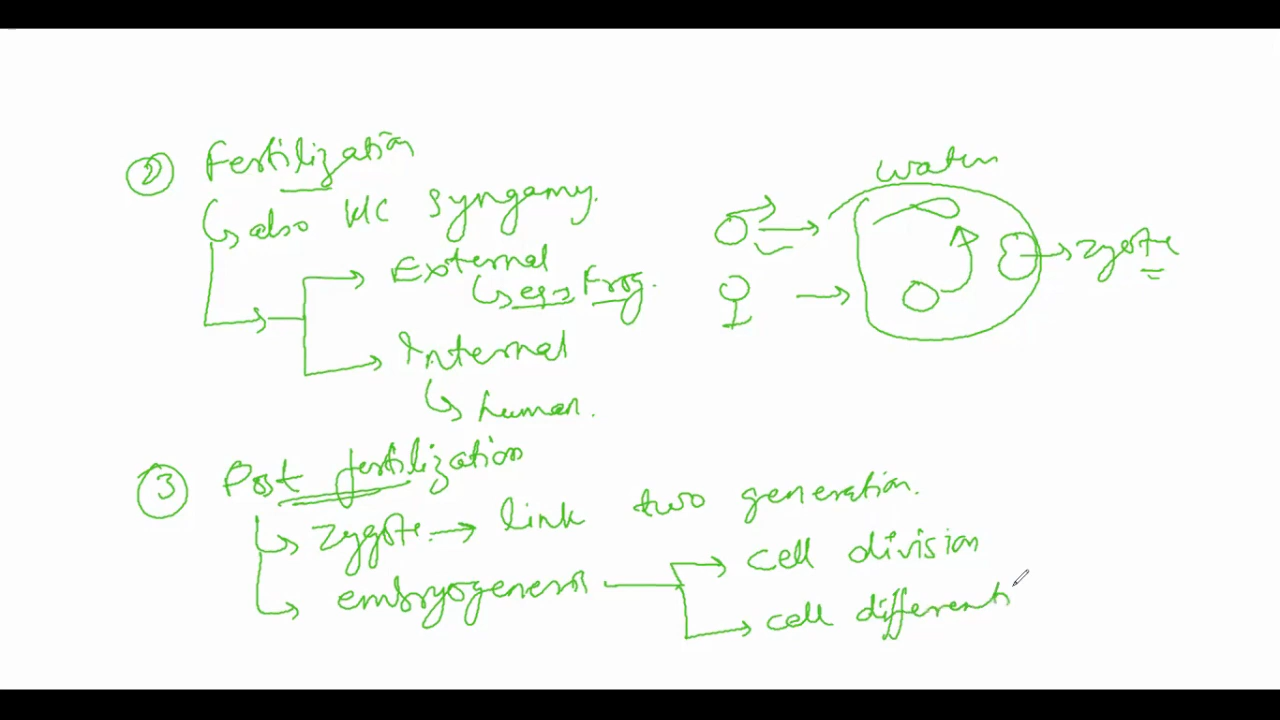 ② Fertilization
also K/C Syngamy.
External
eg → Frog.
Internal
human.
water
zygote
③ Post fertilization
zygote. → link two generation.
embryogenesis
cell division
cell differenti